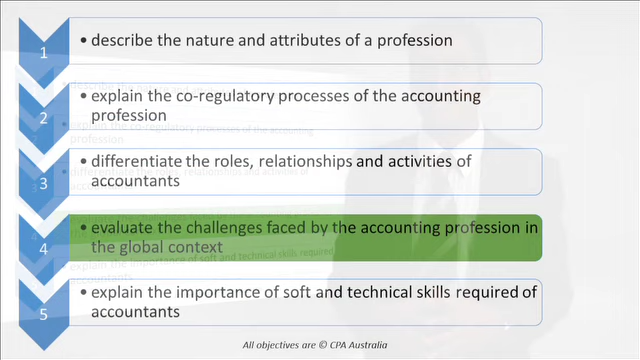 1
• describe the nature and attributes of a profession
2
• explain the co-regulatory processes of the accounting
profession
3
• differentiate the roles, relationships and activities of
accountants
4
• evaluate the challenges faced by the accounting profession in
the global context
5
• explain the importance of soft and technical skills required of
accountants
All objectives are © CPA Australia